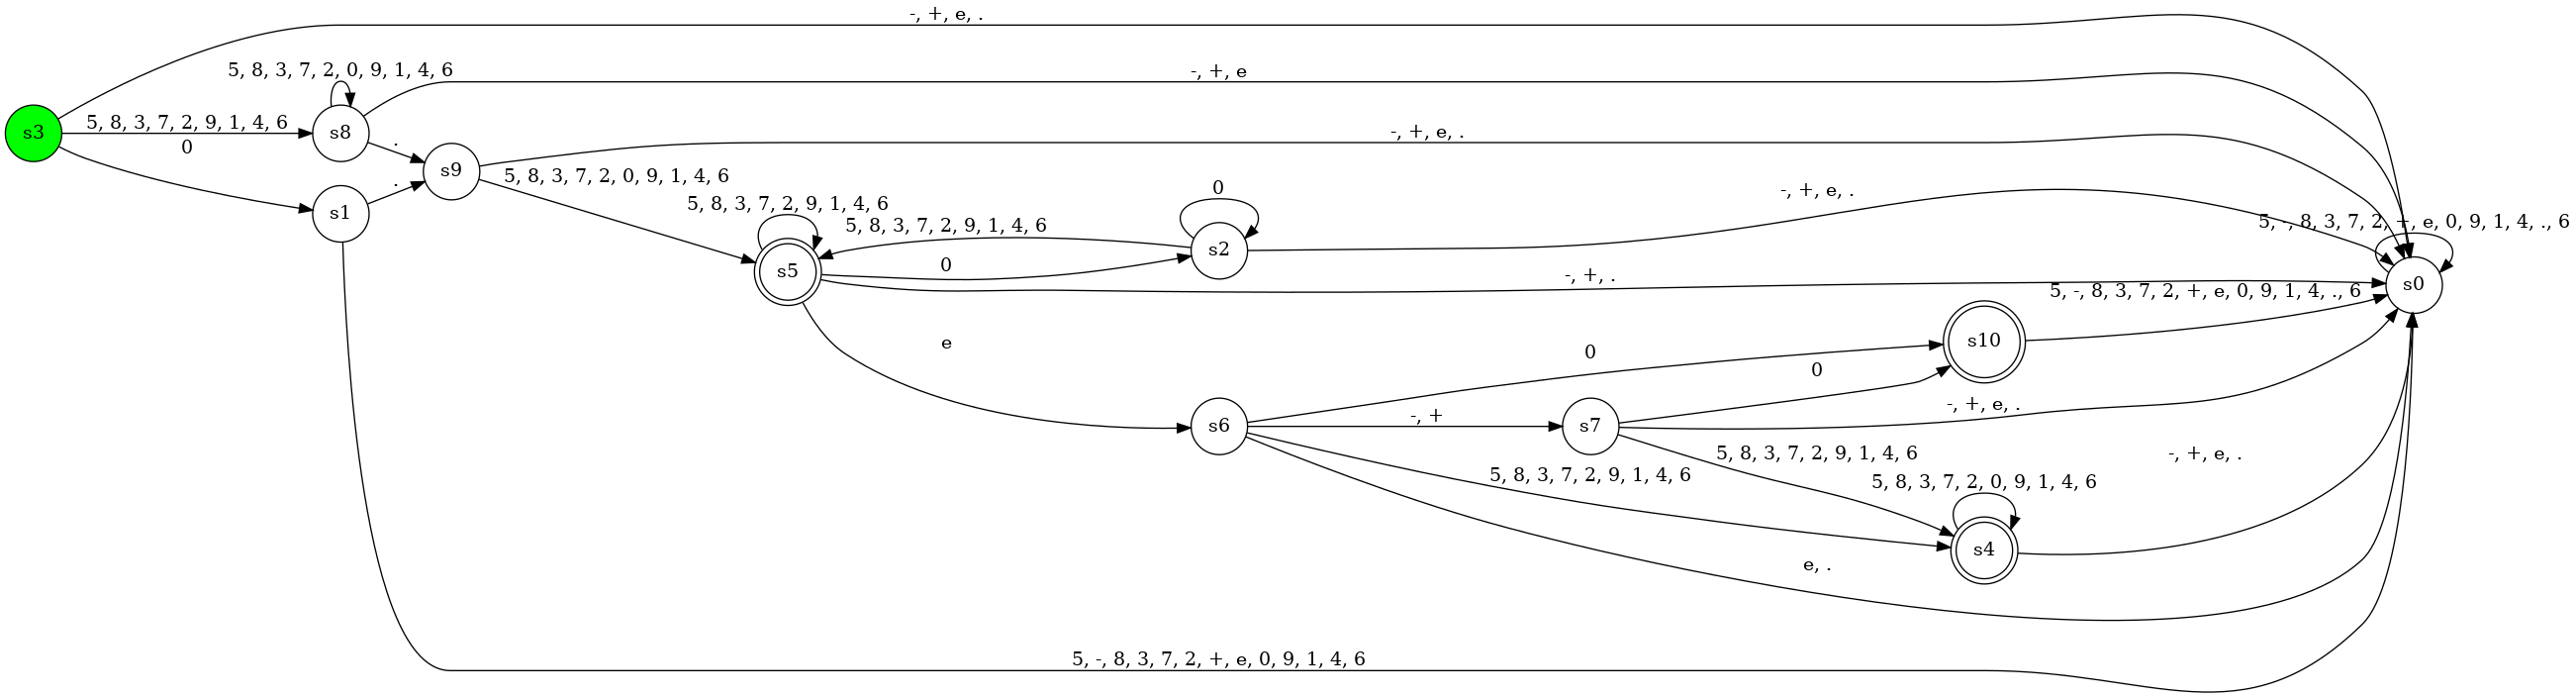 -, +, e, .
5, 8, 3, 7, 2, 0, 9, 1, 4, 6
-, +, e
s3
5, 8, 3, 7, 2, 9, 1, 4, 6
s8
-, +, e, .
.
0
s9
5, 8, 3, 7, 2, 0, 9, 1, 4, 6
.
s1
0
-, +, e, .
5, 8, 3, 7, 2, 9, 1, 4, 6
5, 8, 3, 7, 2, 9, 1, 4, 6
5, -, 8, 3, 7, 2, +, e, 0, 9, 1, 4, ., 6
s2
0
s5
-, +, .
s0
5, -, 8, 3, 7, 2, +, e, 0, 9, 1, 4, ., 6
e
s10
0
0
-, +, e, .
-, +
s6
s7
5, 8, 3, 7, 2, 9, 1, 4, 6
-, +, e, .
5, 8, 3, 7, 2, 9, 1, 4, 6
5, 8, 3, 7, 2, 0, 9, 1, 4, 6
s4
e, .
5, -, 8, 3, 7, 2, +, e, 0, 9, 1, 4, 6